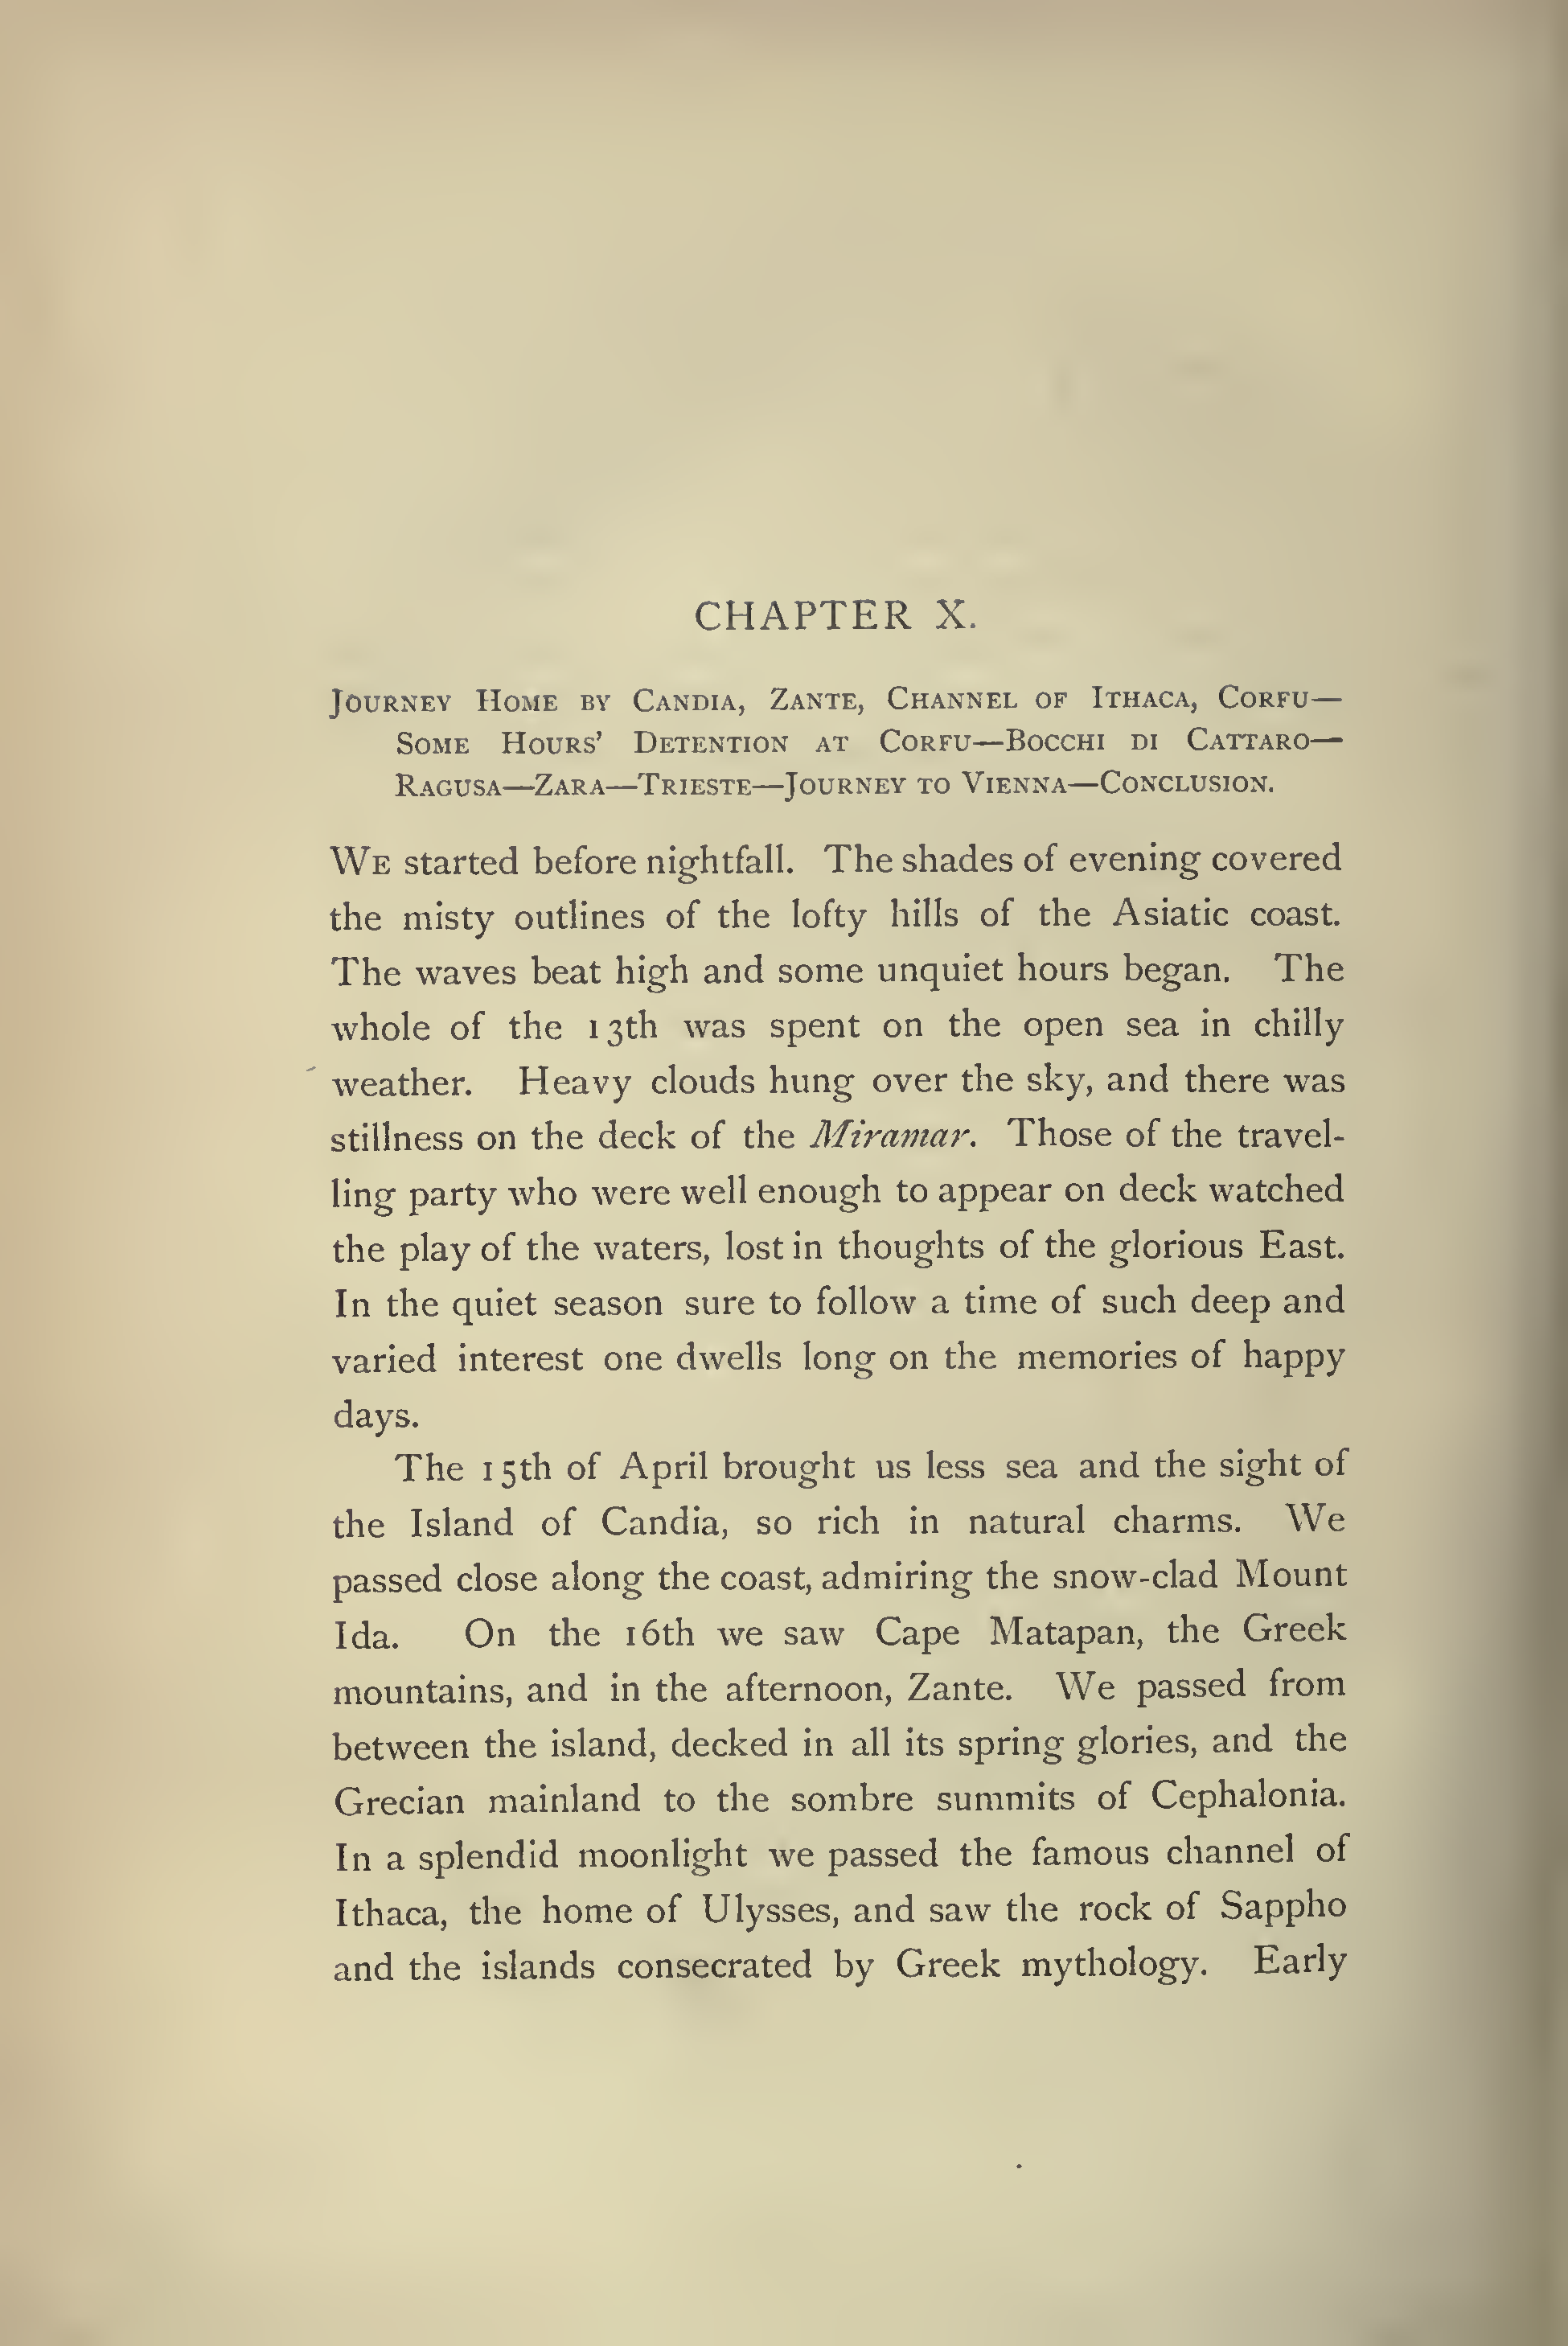 CHAPTER X.
Journey Home by Candia, Zante, Channel of Ithaca, Corfu—
Some Hours' Detention at Corfu—Bocchi di Cattaro—
Ragusa—Zara—Trieste—Journey to Vienna—Conclusion.
We started before nightfall. The shades of evening covered
the misty outlines of the lofty hills of the Asiatic coast.
The waves beat high and some unquiet hours began. The
whole of the 13th was spent on the open sea in chilly
weather. Heavy clouds hung over the sky, and there was
stillness on the deck of the Miramar. Those of the travel-
ling party who were well enough to appear on deck watched
the play of the waters, lost in thoughts of the glorious East.
In the quiet season sure to follow a time of such deep and
varied interest one dwells long on the memories of happy
days.
The 15th of April brought us less sea and the sight of
the Island of Candia, so rich in natural charms. We
passed close along the coast, admiring the snow-clad Mount
Ida. On the 16th we saw Cape Matapan, the Greek
mountains, and in the afternoon, Zante. We passed from
between the island, decked in all its spring glories, and the
Grecian mainland to the sombre summits of Cephalonia.
In a splendid moonlight we passed the famous channel of
Ithaca, the home of Ulysses, and saw the rock of Sappho
and the islands consecrated by Greek mythology. Early